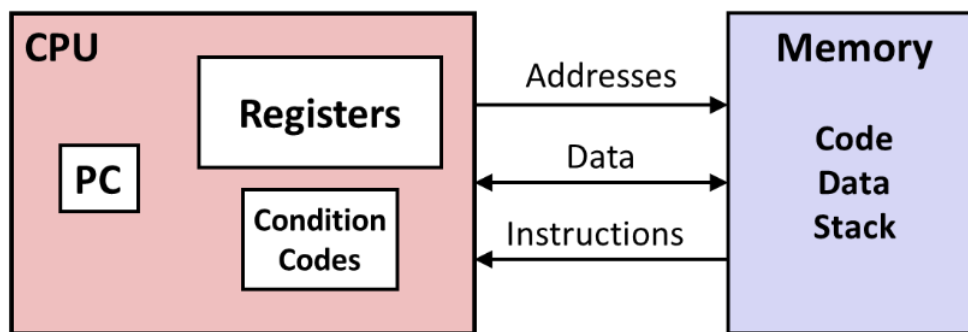 CPU
Registers
PC
Condition
Codes
Addresses
Data
Instructions
Memory
Code
Data
Stack